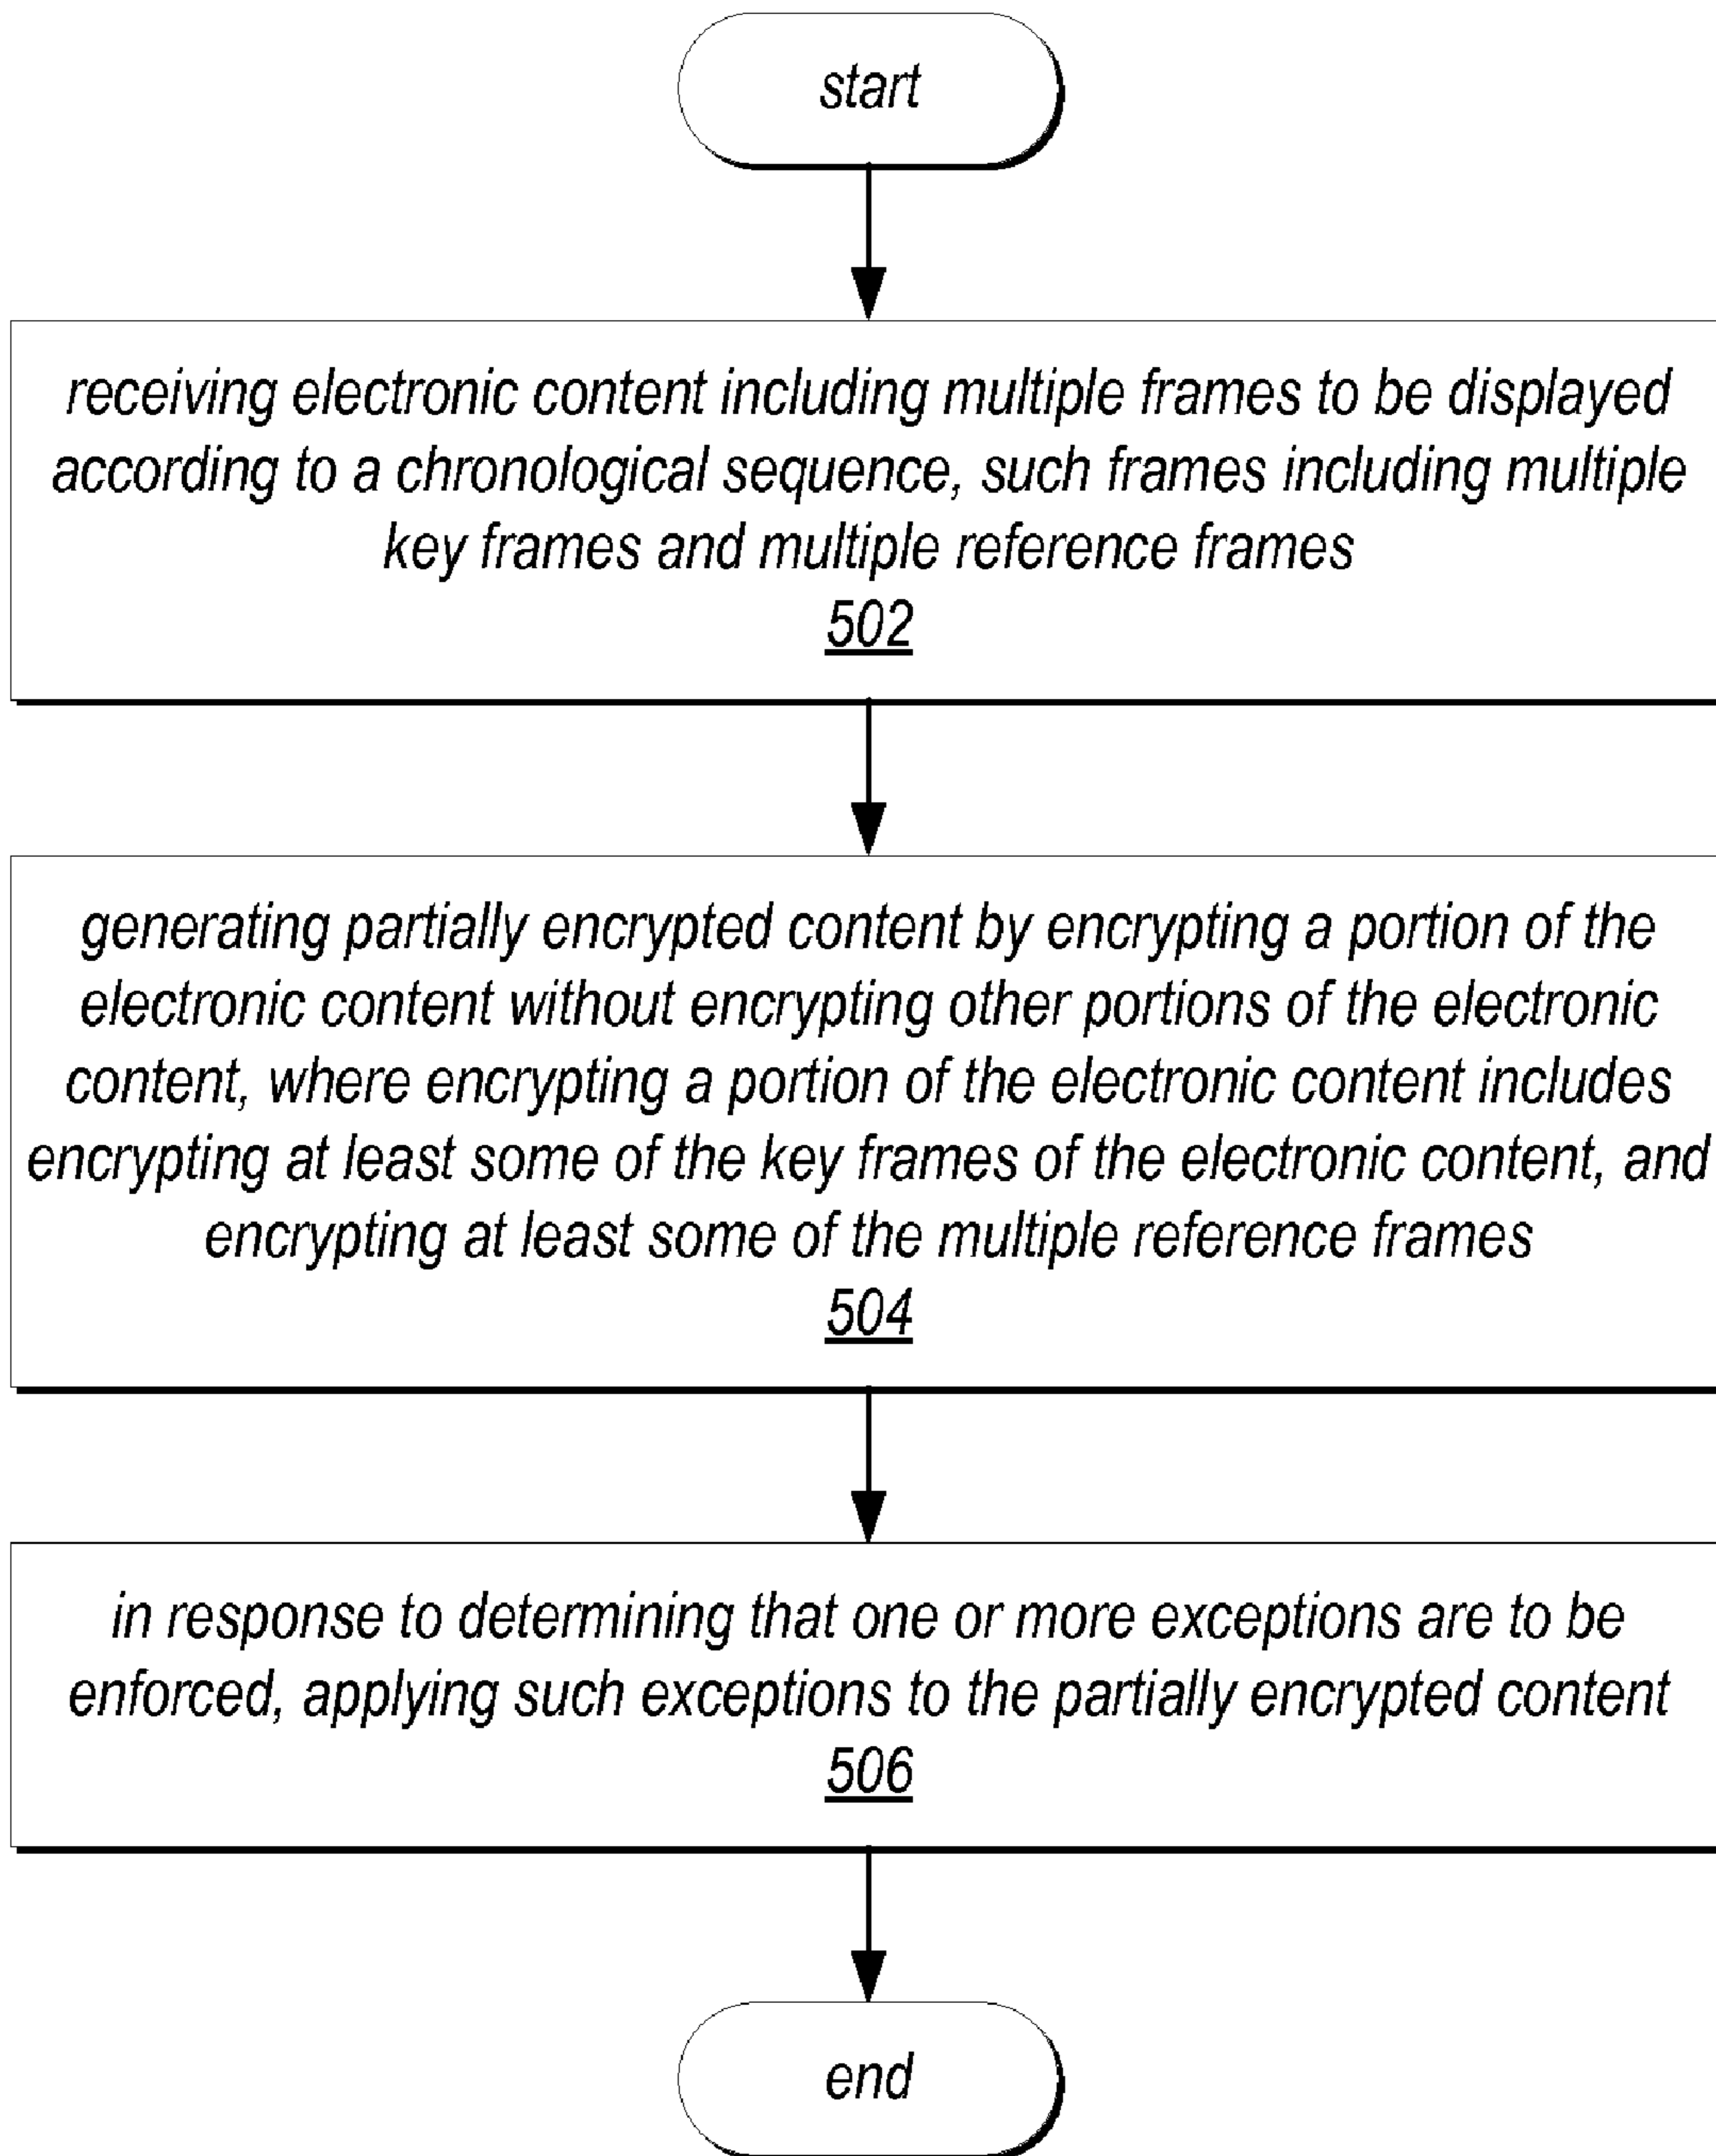 start
receiving electronic content including multiple frames to be displayed
according to a chronological sequence, such frames including multiple
key frames and multiple reference frames
502
generating partially encrypted content by encrypting a portion of the
electronic content without encrypting other portions of the electronic
content, where encrypting a portion of the electronic content includes
encrypting at least some of the key frames of the electronic content, and
encrypting at least some of the multiple reference frames
504
in response to determining that one or more exceptions are to be
enforced, applying such exceptions to the partially encrypted content
506
end